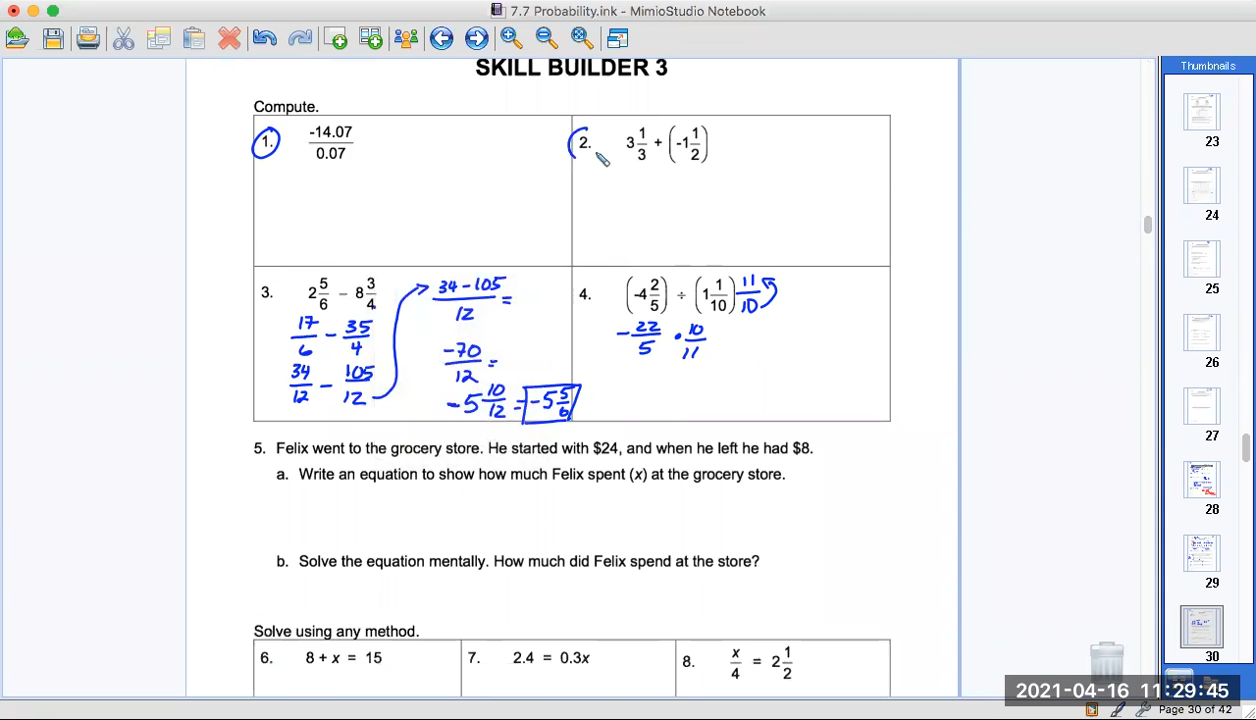 7.7 Probability.ink - MimioStudio Notebook
Thumbnails
SKILL BUILDER 3
Compute.
1. -14.07 / 0.07
2. 3 1/3 + (-1 1/2)
3. 2 5/6 - 8 3/4
17/6 - 35/4
34/12 - 105/12
34-105/12 =
-70/12 =
-5 10/12 = -5 5/6
4. (-4 2/5) ÷ (1 1/10) 11/10
-22/5 · 10/11
5. Felix went to the grocery store. He started with $24, and when he left he had $8.
a. Write an equation to show how much Felix spent (x) at the grocery store.
b. Solve the equation mentally. How much did Felix spend at the store?
Solve using any method.
6. 8 + x = 15
7. 2.4 = 0.3x
8. x/4 = 2 1/2
23
24
25
26
27
28
29
30
2021-04-16 11:29:45
Page 30 of 42